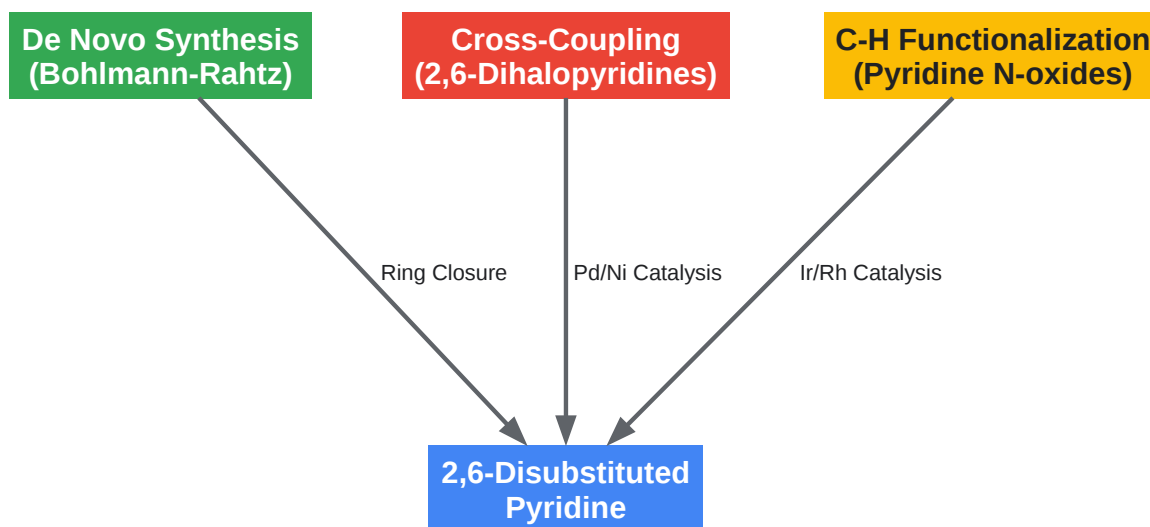 De Novo Synthesis
(Bohlmann-Rahtz)
Cross-Coupling
(2,6-Dihalopyridines)
C-H Functionalization
(Pyridine N-oxides)
Ring Closure
Pd/Ni Catalysis
Ir/Rh Catalysis
2,6-Disubstituted
Pyridine